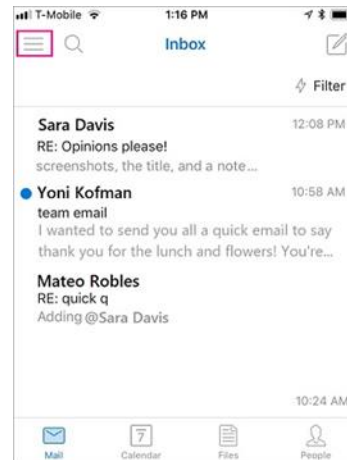 T-Mobile 1:16 PM
Inbox
Filter
Sara Davis 12:08 PM
RE: Opinions please!
screenshots, the title, and a note...
Yoni Kofman 10:58 AM
team email
I wanted to send you all a quick email to say
thank you for the lunch and flowers! You're...
Mateo Robles
RE: quick q
Adding @Sara Davis
10:24 AM
7
Mail Calendar Files People